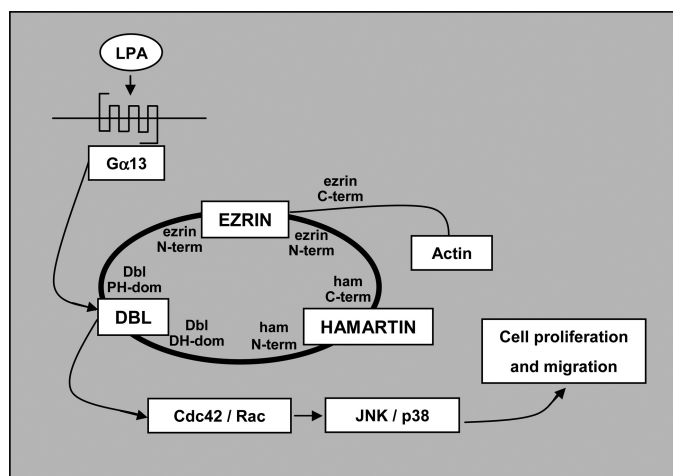 LPA
Gα13
ezrin
C-term
EZRIN
ezrin
N-term
ezrin
N-term
Actin
Dbl
PH-dom
ham
C-term
DBL
Dbl
DH-dom
ham
N-term
HAMARTIN
Cell proliferation
and migration
Cdc42 / Rac
JNK / p38